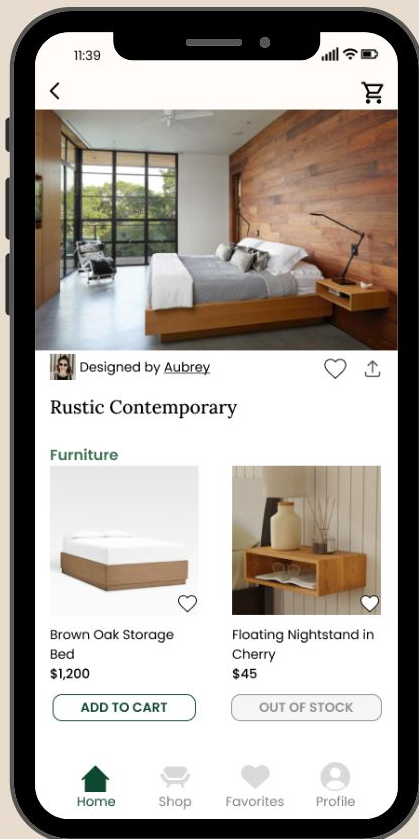 11:39
Designed by Aubrey
Rustic Contemporary
Furniture
Brown Oak Storage
Bed
$1,200
ADD TO CART
Floating Nightstand in
Cherry
$45
OUT OF STOCK
Home
Shop
Favorites
Profile